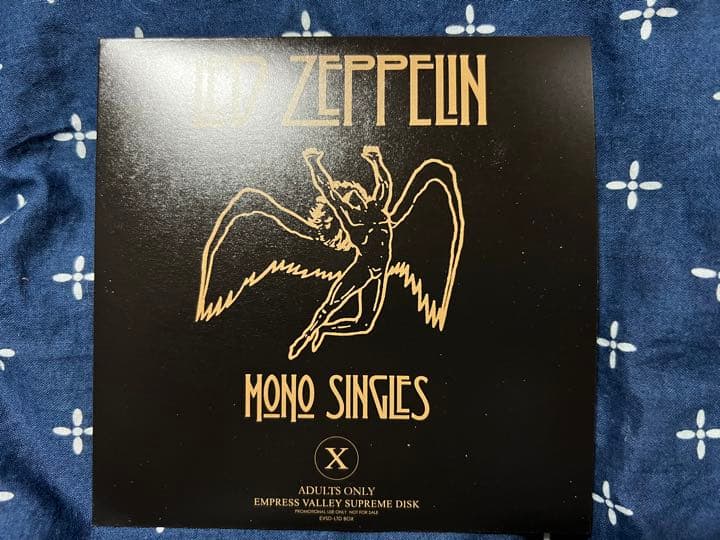 LED ZEPPELIN
MONO SINGLES
X
ADULTS ONLY
EMPRESS VALLEY SUPREME DISK
PROMOTIONAL USE ONLY NOT FOR SALE
EVSD-LTD BOX